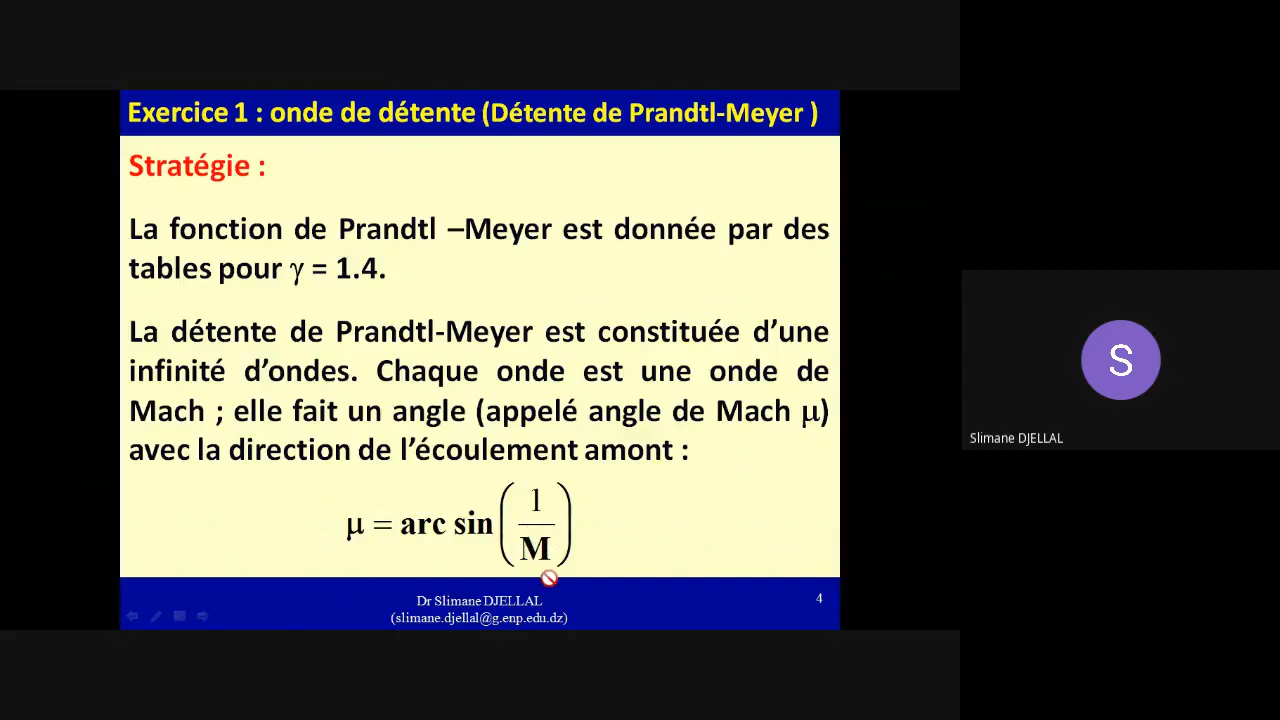 Exercice 1 : onde de détente (Détente de Prandtl-Meyer )
Stratégie :
La fonction de Prandtl –Meyer est donnée par des
tables pour γ = 1.4.
La détente de Prandtl-Meyer est constituée d’une
infinité d’ondes. Chaque onde est une onde de
Mach ; elle fait un angle (appelé angle de Mach μ)
avec la direction de l’écoulement amont :
μ = arc sin(1/M)
Dr Slimane DJELLAL
(slimane.djellal@g.enp.edu.dz)
4
S
Slimane DJELLAL